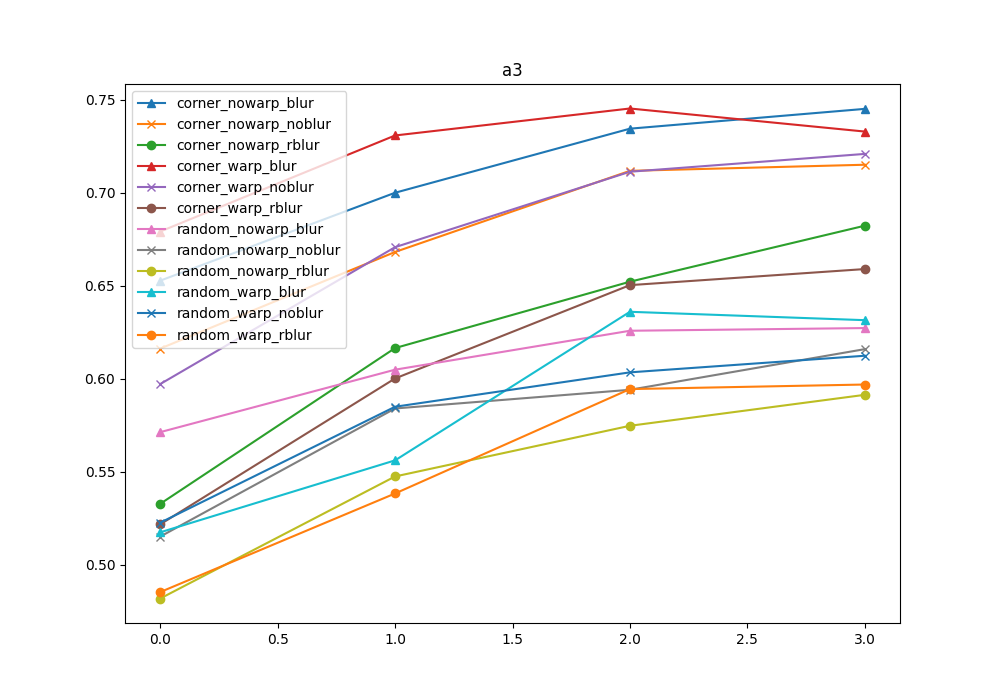 a3
0.75
0.70
0.65
0.60
0.55
0.50
corner_nowarp_blur
corner_nowarp_noblur
corner_nowarp_rblur
corner_warp_blur
corner_warp_noblur
corner_warp_rblur
random_nowarp_blur
random_nowarp_noblur
random_nowarp_rblur
random_warp_blur
random_warp_noblur
random_warp_rblur
0.0 0.5 1.0 1.5 2.0 2.5 3.0